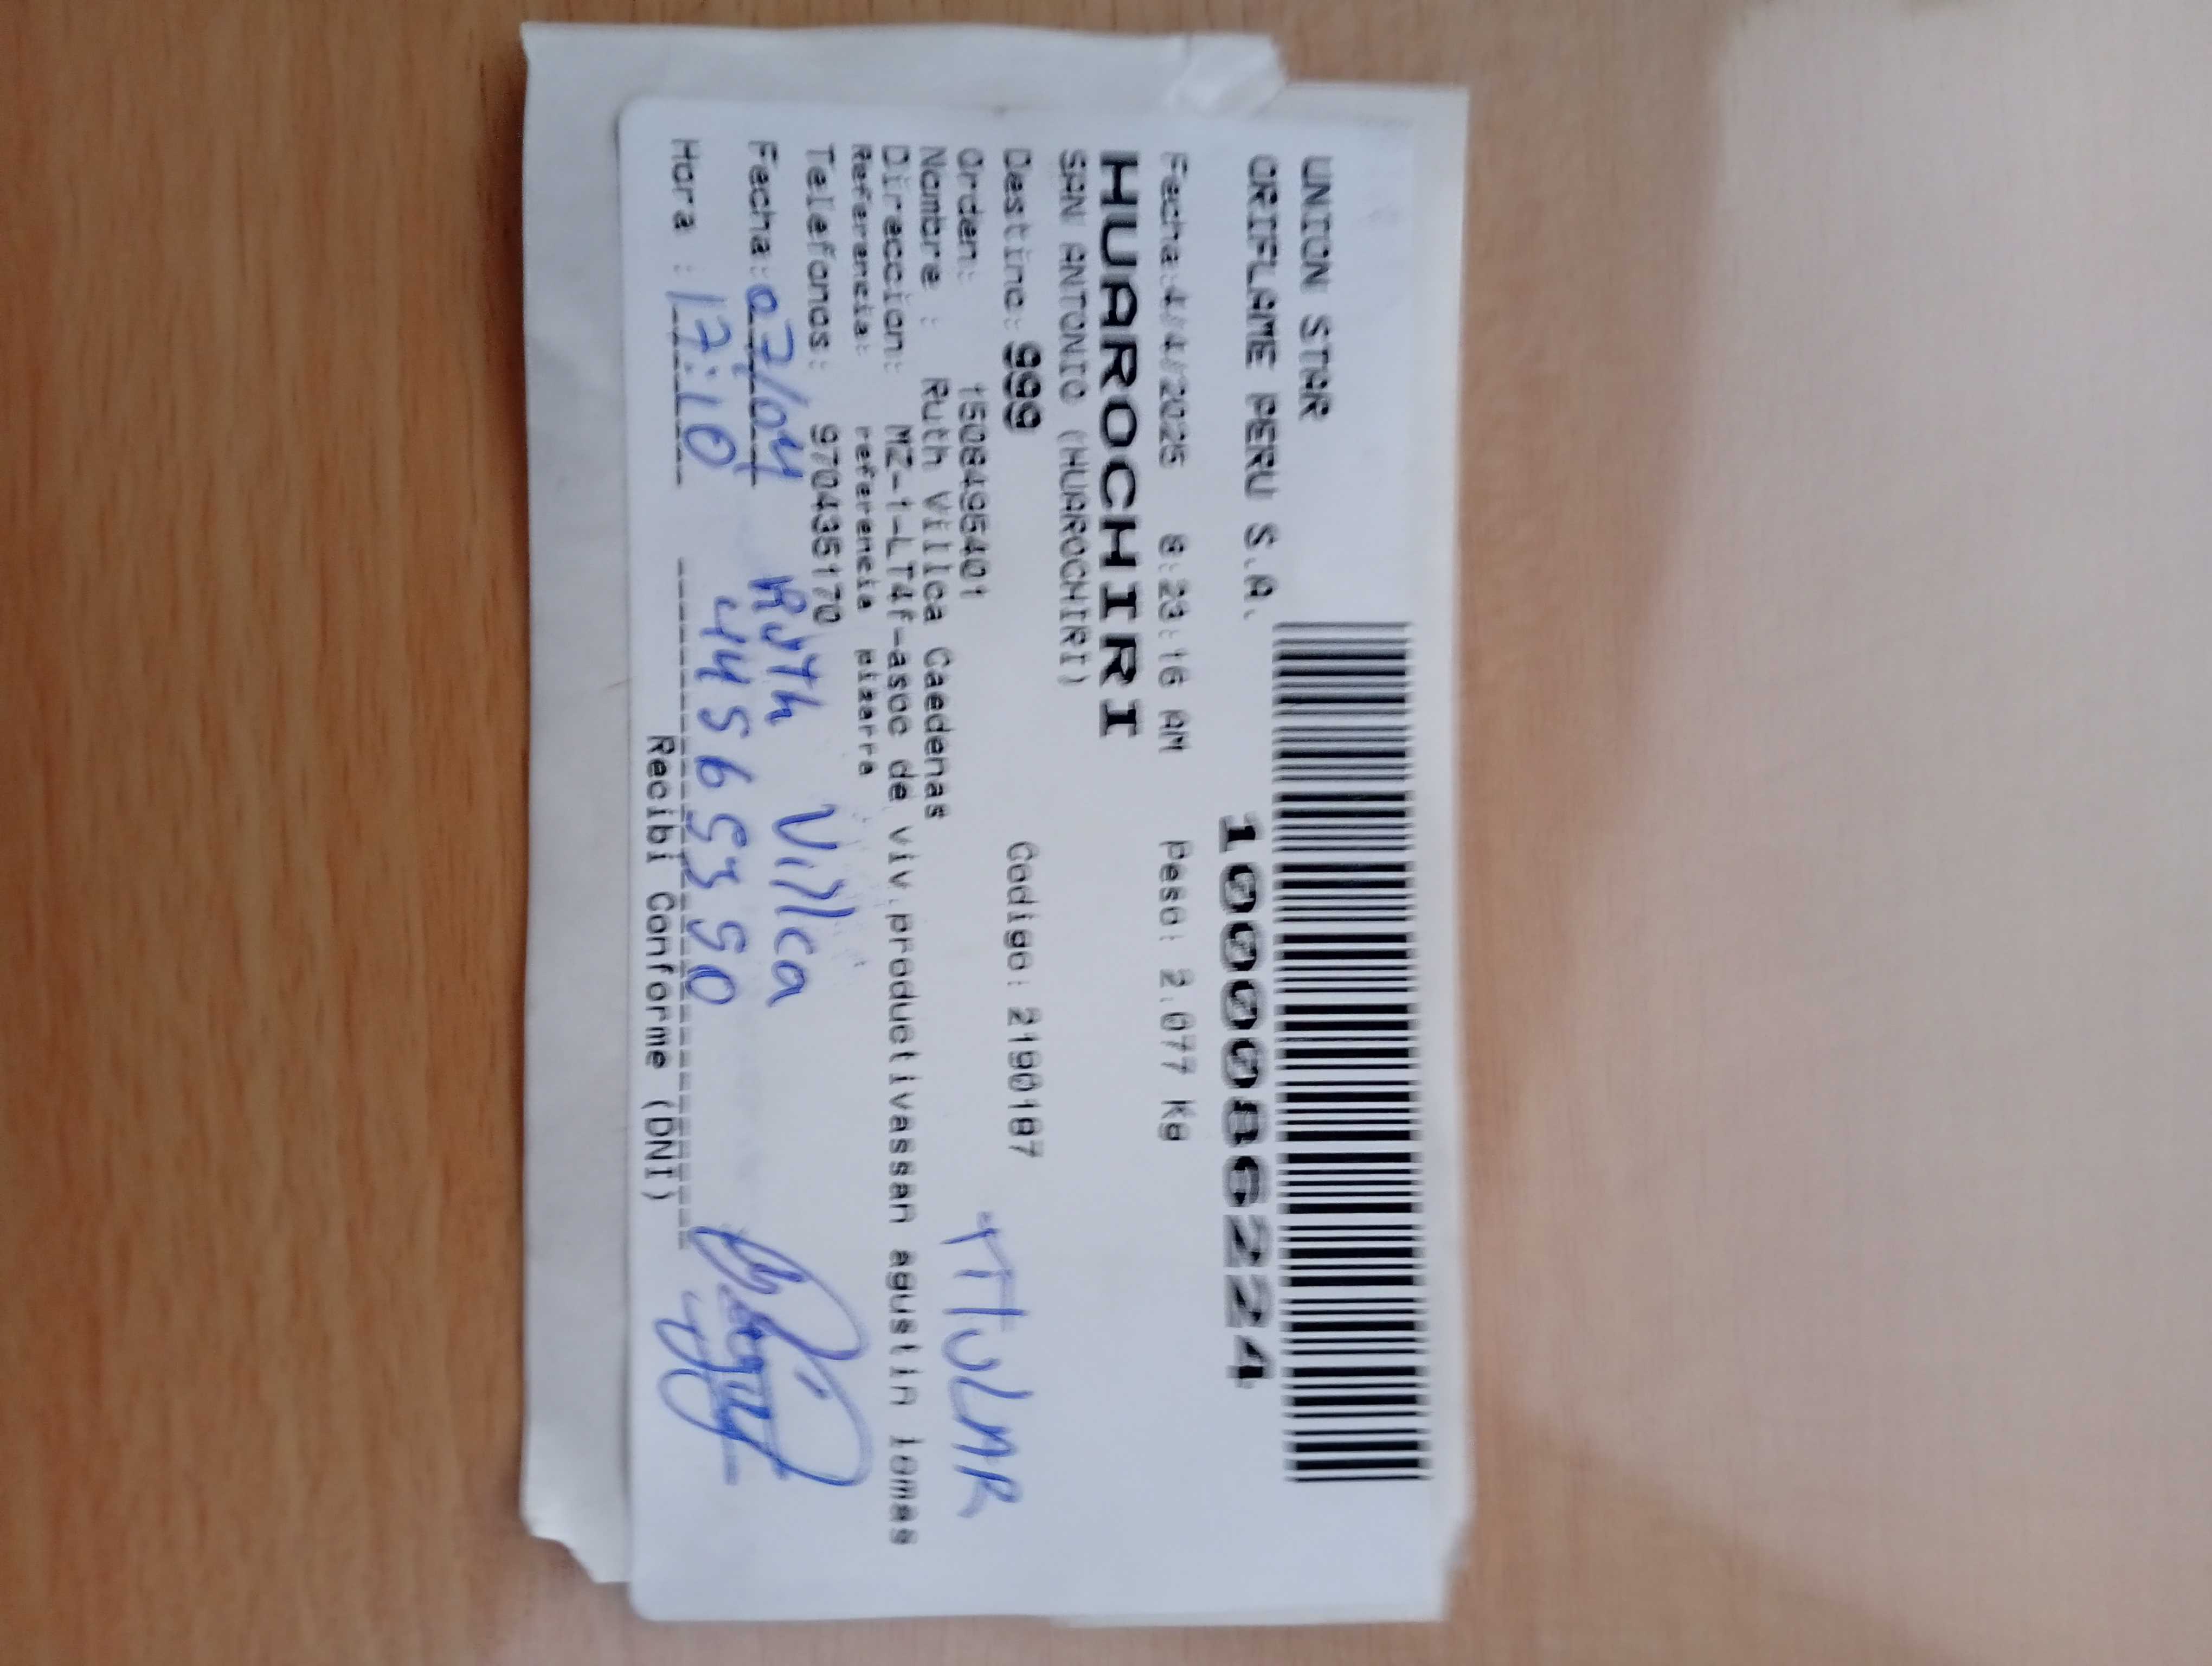 UNION STAR
ORIFLAME PERU S.A.
10000086224
Fecha:4/4/2025 8:23:16 AM Peso: 2.077 Kg
HUAROCHIRI
SAN ANTONIO (HUAROCHIRI)
Destino: 999 Codigo: 2190187
Orden: 1508495401
TITULAR
Nombre : Ruth Villca Caedenas
Direccion: MZ-1-LT4f-asoc de viv.productivassan agustin lomas
Referencia: referencia pizarra
Telefonos: 970435170
Fecha: 07/04 Ruth Villca
Hora : 17:10 44565350
Recibi Conforme (DNI)